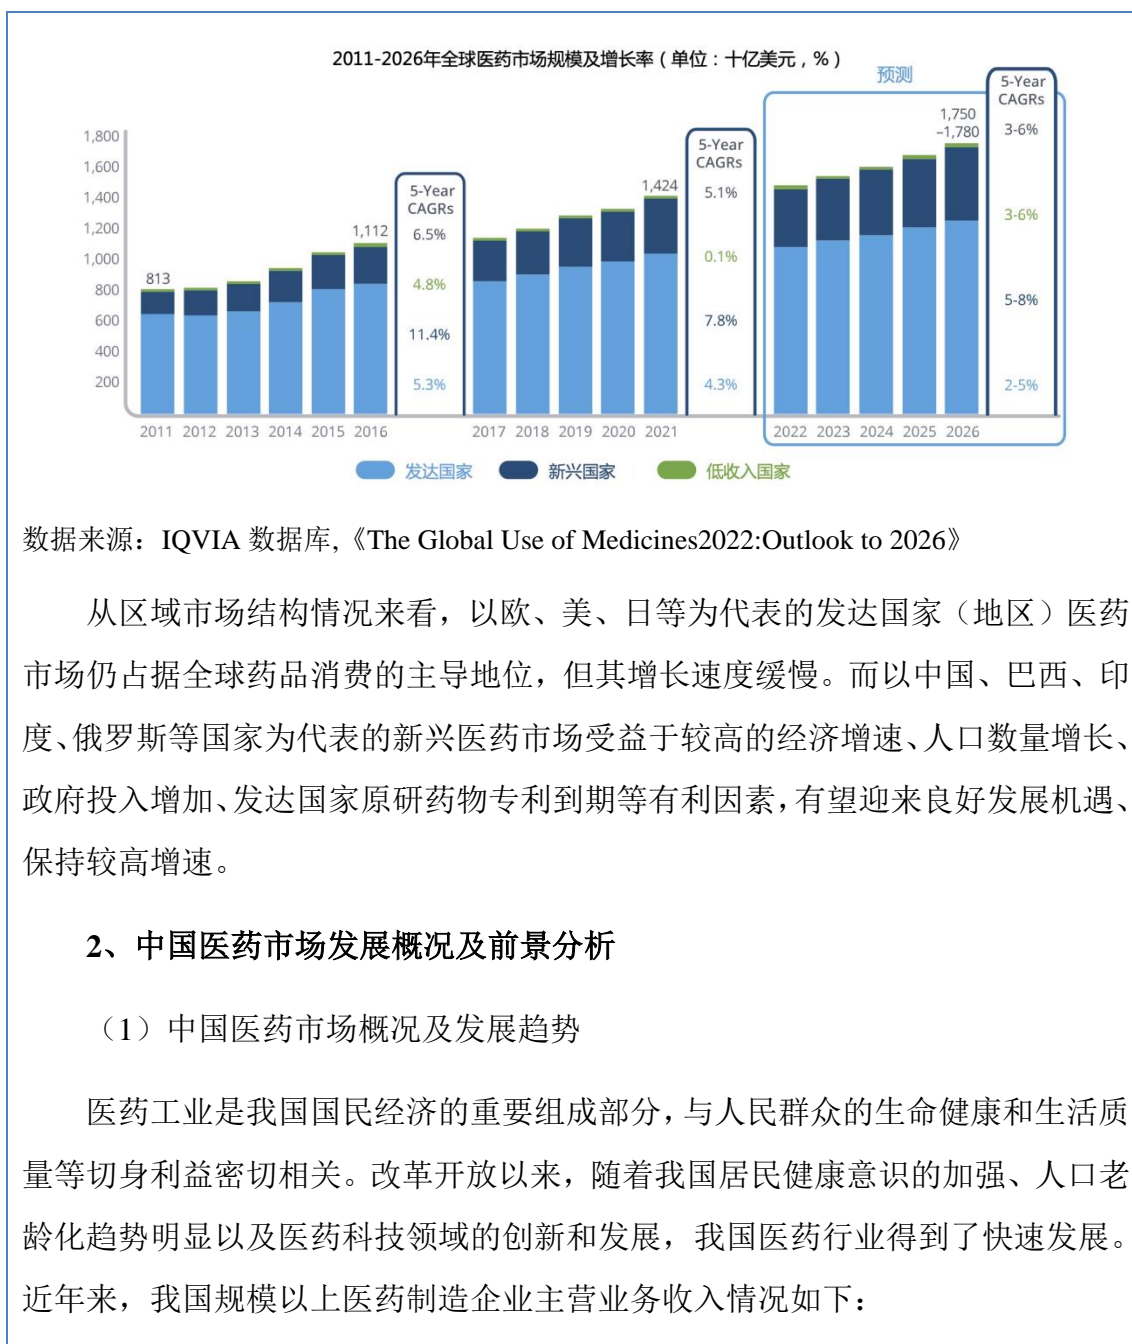 2011-2026年全球医药市场规模及增长率（单位：十亿美元，%）
预测
1,800
1,600
1,400
1,200
1,000
800
600
400
200
813
1,112
5-Year
CAGRs
6.5%
4.8%
11.4%
5.3%
1,424
5-Year
CAGRs
5.1%
0.1%
7.8%
4.3%
1,750
–1,780
5-Year
CAGRs
3-6%
3-6%
5-8%
2-5%
2011 2012 2013 2014 2015 2016 2017 2018 2019 2020 2021 2022 2023 2024 2025 2026
发达国家 新兴国家 低收入国家
数据来源：IQVIA 数据库,《The Global Use of Medicines2022:Outlook to 2026》
从区域市场结构情况来看，以欧、美、日等为代表的发达国家（地区）医药
市场仍占据全球药品消费的主导地位，但其增长速度缓慢。而以中国、巴西、印
度、俄罗斯等国家为代表的新兴医药市场受益于较高的经济增速、人口数量增长、
政府投入增加、发达国家原研药物专利到期等有利因素，有望迎来良好发展机遇、
保持较高增速。
2、中国医药市场发展概况及前景分析
（1）中国医药市场概况及发展趋势
医药工业是我国国民经济的重要组成部分，与人民群众的生命健康和生活质
量等切身利益密切相关。改革开放以来，随着我国居民健康意识的加强、人口老
龄化趋势明显以及医药科技领域的创新和发展，我国医药行业得到了快速发展。
近年来，我国规模以上医药制造企业主营业务收入情况如下：